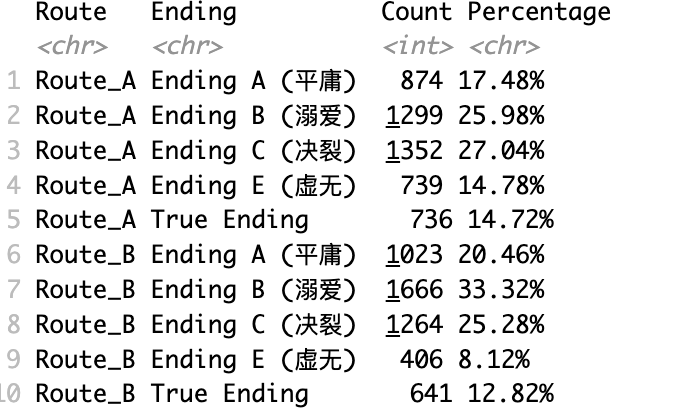 Route Ending Count Percentage
<chr> <chr> <int> <chr>
1 Route_A Ending A (平庸) 874 17.48%
2 Route_A Ending B (溺爱) 1299 25.98%
3 Route_A Ending C (决裂) 1352 27.04%
4 Route_A Ending E (虚无) 739 14.78%
5 Route_A True Ending 736 14.72%
6 Route_B Ending A (平庸) 1023 20.46%
7 Route_B Ending B (溺爱) 1666 33.32%
8 Route_B Ending C (决裂) 1264 25.28%
9 Route_B Ending E (虚无) 406 8.12%
10 Route_B True Ending 641 12.82%